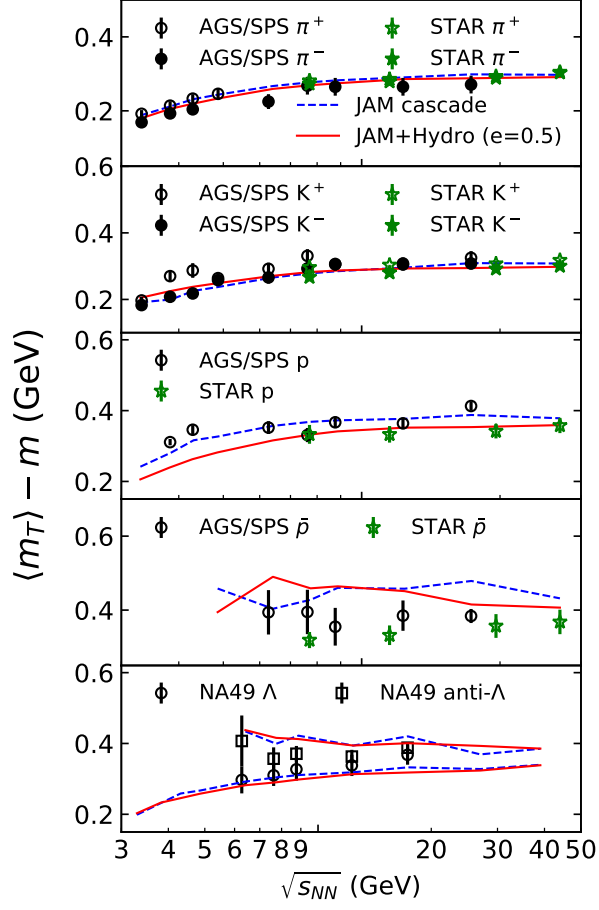 0.4
0.2
AGS/SPS π⁺ STAR π⁺
AGS/SPS π⁻ STAR π⁻
JAM cascade
JAM+Hydro (e=0.5)
0.6
0.4
0.2
AGS/SPS K⁺ STAR K⁺
AGS/SPS K⁻ STAR K⁻
0.6
0.4
0.2
AGS/SPS p
STAR p
0.6
0.4
AGS/SPS p̄ STAR p̄
0.6
0.4
0.2
NA49 Λ NA49 anti-Λ
3 4 5 6 7 8 9 20 30 40 50
√s_NN (GeV)
⟨m_T⟩ − m (GeV)